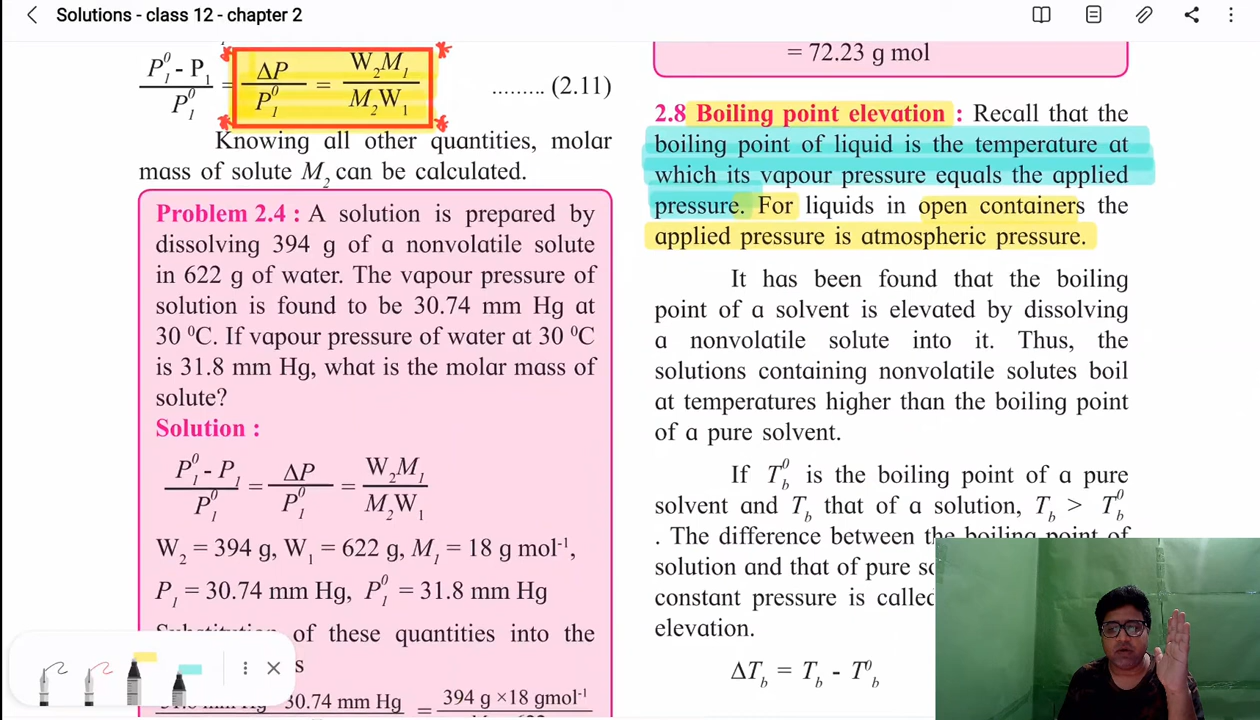 Solutions - class 12 - chapter 2
P₁⁰ - P₁ / P₁⁰ = ΔP / P₁⁰ = W₂M₁ / M₂W₁ ......... (2.11)
Knowing all other quantities, molar
mass of solute M₂ can be calculated.
Problem 2.4 : A solution is prepared by
dissolving 394 g of a nonvolatile solute
in 622 g of water. The vapour pressure of
solution is found to be 30.74 mm Hg at
30 ⁰C. If vapour pressure of water at 30 ⁰C
is 31.8 mm Hg, what is the molar mass of
solute?
Solution :
P₁⁰ - P₁ / P₁⁰ = ΔP / P₁⁰ = W₂M₁ / M₂W₁
W₂ = 394 g, W₁ = 622 g, M₁ = 18 g mol⁻¹,
P₁ = 30.74 mm Hg, P₁⁰ = 31.8 mm Hg
of these quantities into the
s
30.74 mm Hg = 394 g ×18 gmol⁻¹
= 72.23 g mol
2.8 Boiling point elevation : Recall that the
boiling point of liquid is the temperature at
which its vapour pressure equals the applied
pressure. For liquids in open containers the
applied pressure is atmospheric pressure.
It has been found that the boiling
point of a solvent is elevated by dissolving
a nonvolatile solute into it. Thus, the
solutions containing nonvolatile solutes boil
at temperatures higher than the boiling point
of a pure solvent.
If T_b⁰ is the boiling point of a pure
solvent and T_b that of a solution, T_b > T_b⁰
. The difference between the boiling point of
solution and that of pure so
constant pressure is called
elevation.
ΔT_b = T_b - T_b⁰